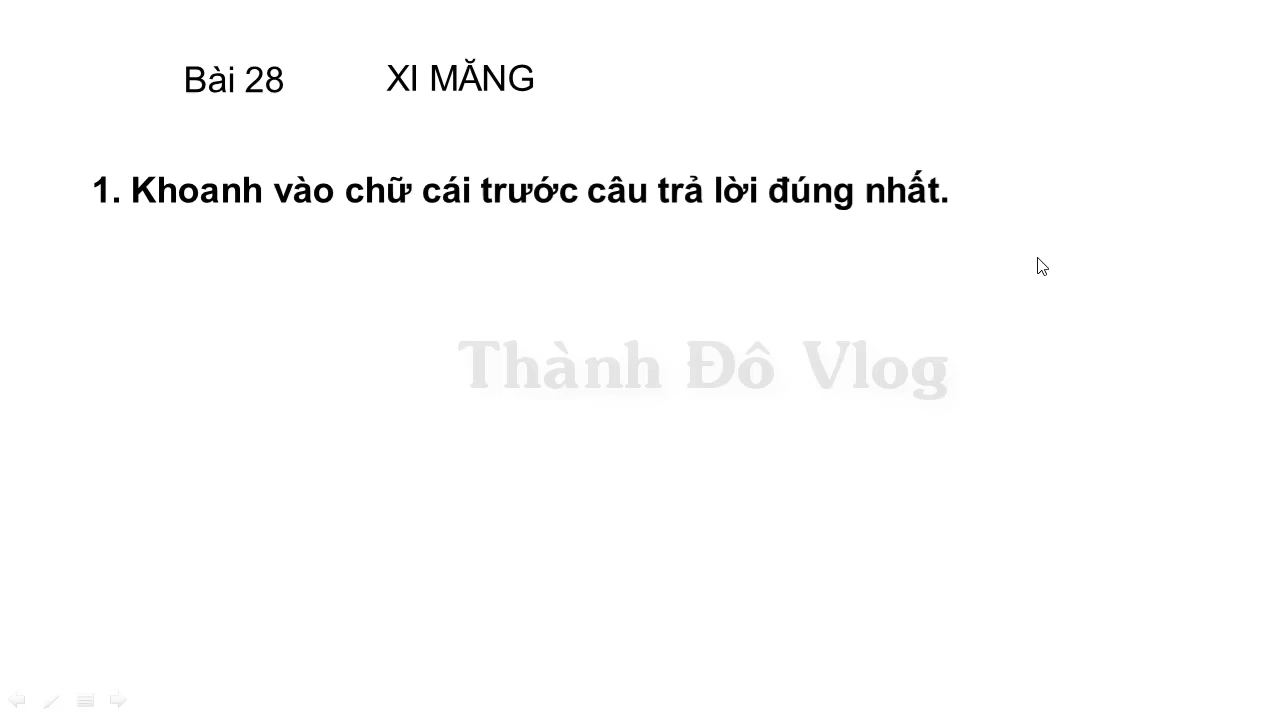 Bài 28 XI MĂNG
1. Khoanh vào chữ cái trước câu trả lời đúng nhất.
Thành Đô Vlog